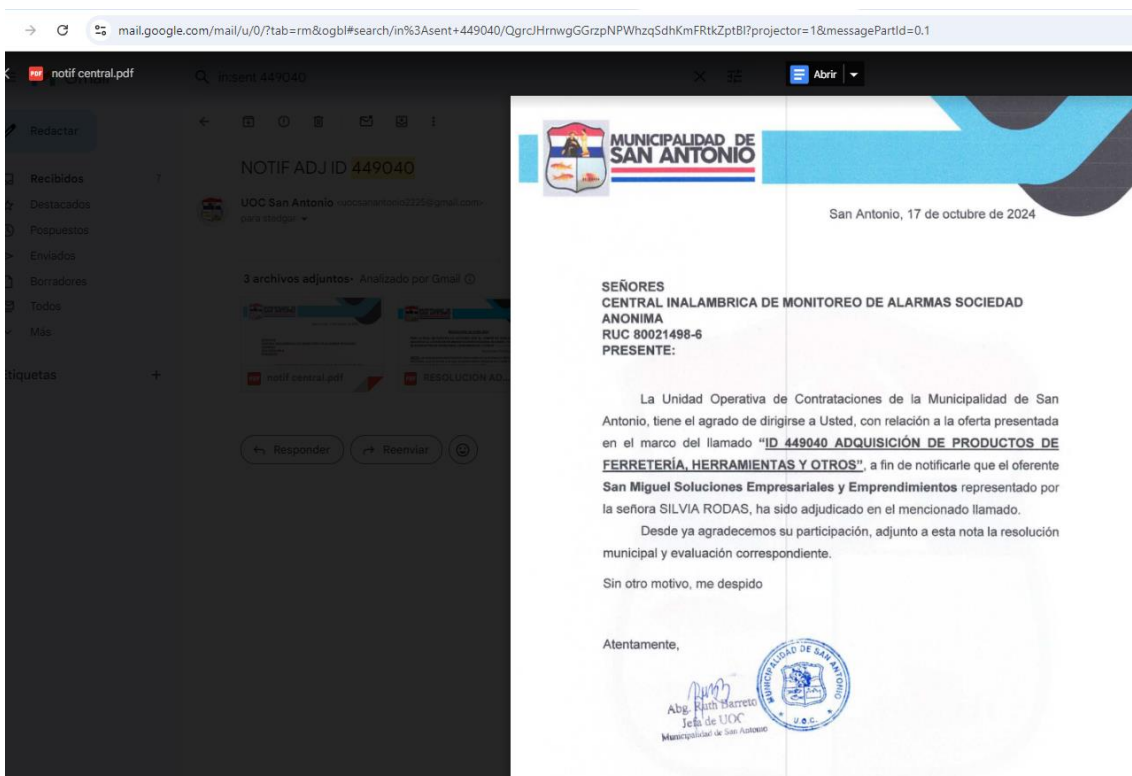 mail.google.com/mail/u/0/?tab=rm&ogbl#search/in%3Asent+449040/QgrcJHrnwgGGrzpNPWhzqSdhKmFRtkZptBl?projector=1&messagePartId=0.1
PDF notif central.pdf
in:sent 449040
Abrir
Redactar
Recibidos 7
Destacados
Pospuestos
Enviados
Borradores
Todos
Más
Etiquetas +
NOTIF ADJ ID 449040
UOC San Antonio
3 archivos adjuntos • Analizado por Gmail
PDF notif central.pdf
PDF RESOLUCION AD...
Responder
Reenviar
MUNICIPALIDAD DE
SAN ANTONIO
San Antonio, 17 de octubre de 2024
SEÑORES
CENTRAL INALAMBRICA DE MONITOREO DE ALARMAS SOCIEDAD
ANONIMA
RUC 80021498-6
PRESENTE:
La Unidad Operativa de Contrataciones de la Municipalidad de San
Antonio, tiene el agrado de dirigirse a Usted, con relación a la oferta presentada
en el marco del llamado “ID 449040 ADQUISICIÓN DE PRODUCTOS DE
FERRETERÍA, HERRAMIENTAS Y OTROS”, a fin de notificarle que el oferente
San Miguel Soluciones Empresariales y Emprendimientos representado por
la señora SILVIA RODAS, ha sido adjudicado en el mencionado llamado.
Desde ya agradecemos su participación, adjunto a esta nota la resolución
municipal y evaluación correspondiente.
Sin otro motivo, me despido
Atentamente,
Abg. Ruth Barreto
Jefa de UOC
Municipalidad de San Antonio
MUNICIPALIDAD DE SAN ANTONIO
U.O.C.